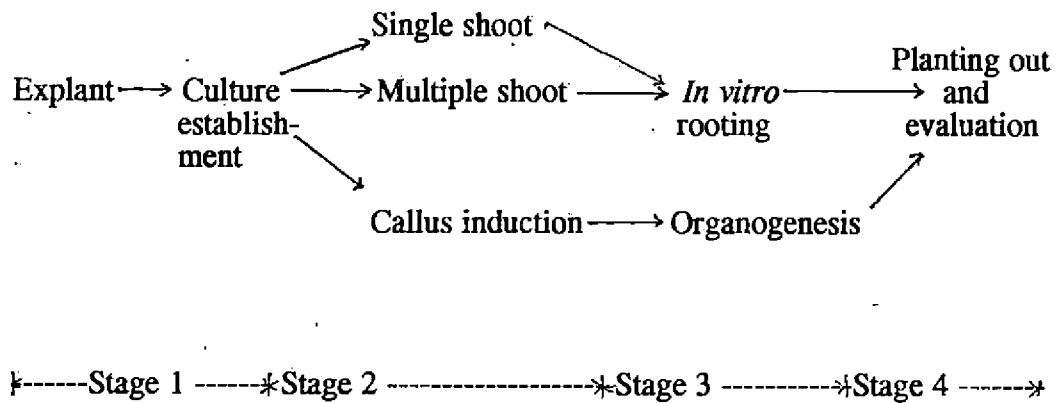 Single shoot
Explant → Culture establish-ment
Multiple shoot
In vitro rooting
Planting out and evaluation
Callus induction → Organogenesis
Stage 1
Stage 2
Stage 3
Stage 4